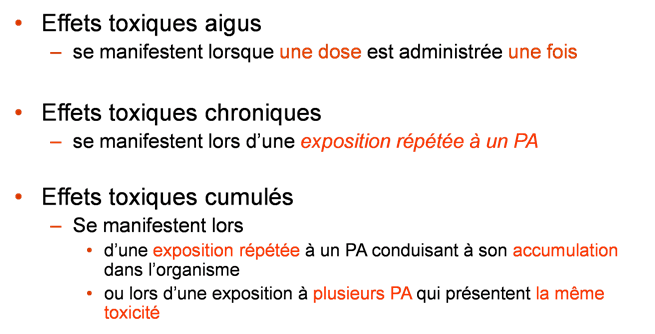 • Effets toxiques aigus
– se manifestent lorsque une dose est administrée une fois
• Effets toxiques chroniques
– se manifestent lors d’une exposition répétée à un PA
• Effets toxiques cumulés
– Se manifestent lors
• d’une exposition répétée à un PA conduisant à son accumulation
dans l’organisme
• ou lors d’une exposition à plusieurs PA qui présentent la même
toxicité